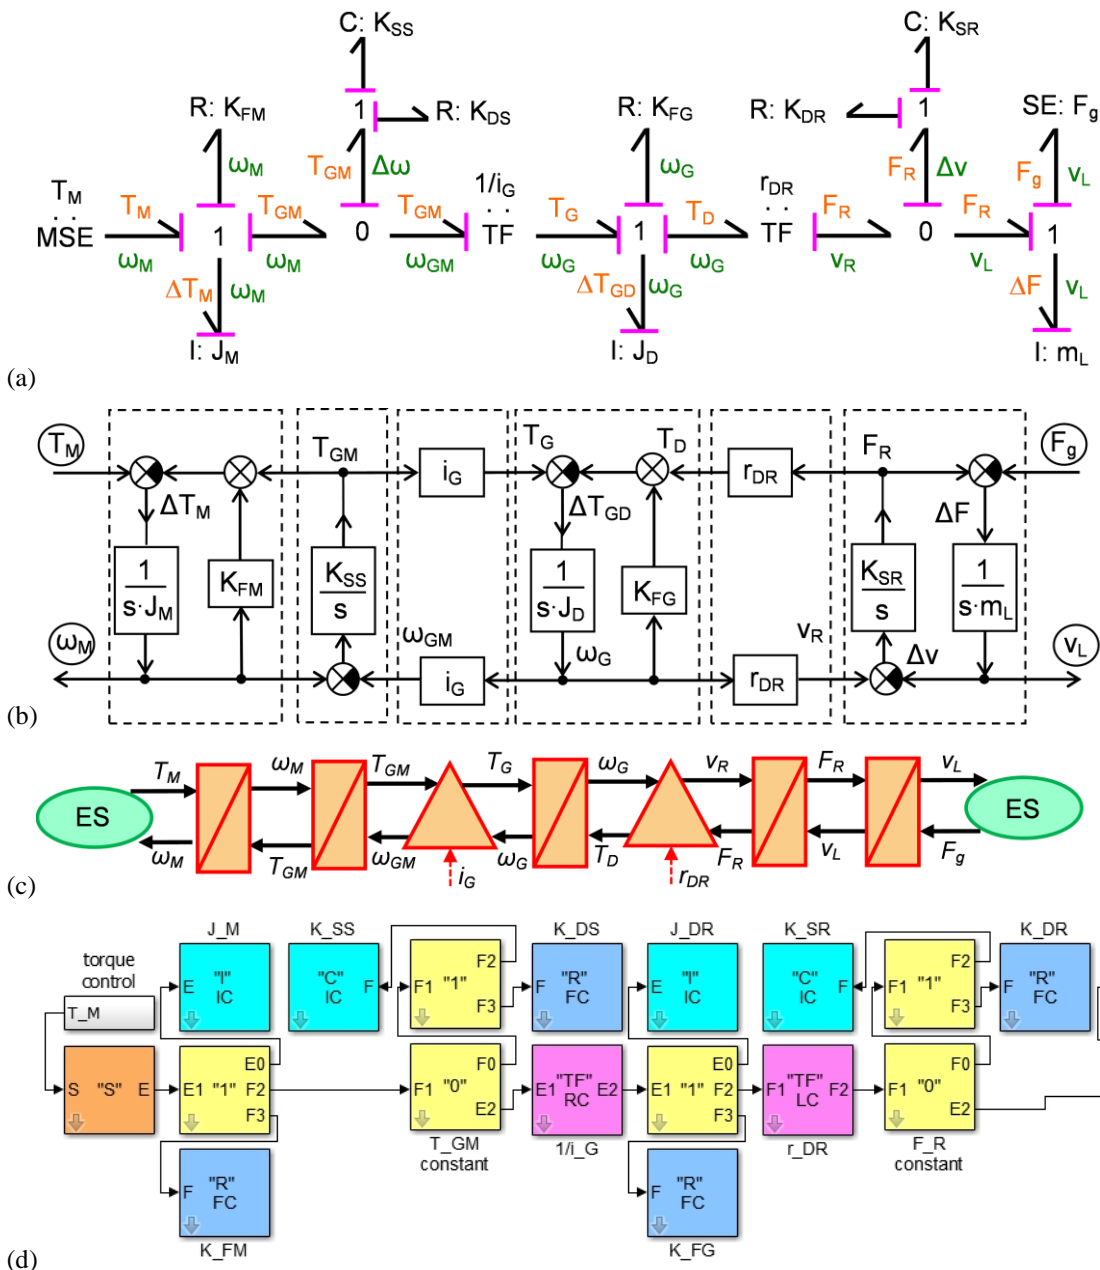 C: K_SS
C: K_SR
R: K_FM
1
R: K_DS
R: K_FG
R: K_DR
1
SE: F_g
ω_M
T_GM
Δω
1/i_G
ω_G
r_DR
F_R
Δv
F_g
v_L
T_M
T_M
T_GM
T_GM
T_G
T_D
F_R
F_R
MSE
1
0
TF
1
TF
0
1
ω_M
ω_M
ω_GM
ω_G
ω_G
v_R
v_L
ΔT_M
ω_M
ΔT_GD
ω_G
ΔF
v_L
I: J_M
I: J_D
I: m_L
(a)
T_M
T_GM
i_G
T_G
T_D
r_DR
F_R
F_g
ΔT_M
ΔT_GD
ΔF
1
s·J_M
K_FM
K_SS
s
1
s·J_D
K_FG
K_SR
s
1
s·m_L
ω_M
ω_GM
i_G
ω_G
r_DR
v_R
Δv
v_L
(b)
T_M
ω_M
T_GM
T_G
ω_G
v_R
F_R
v_L
ES
ES
ω_M
T_GM
ω_GM
ω_G
T_D
F_R
v_L
F_g
i_G
r_DR
(c)
J_M
K_SS
K_DS
J_DR
K_SR
K_DR
torque
control
T_M
E "I"
IC
"C" F
IC
F1 "1" F2
F3
F "R"
FC
E "I"
IC
"C" F
IC
F1 "1" F2
F3
F "R"
FC
S "S" E
E1 "1" E0
F2
F3
F1 "0" F0
E2
E1 "TF" E2
RC
E1 "1" E0
F2
F3
F1 "TF" F2
LC
F1 "0" F0
E2
T_GM
constant
1/i_G
r_DR
F_R
constant
F "R"
FC
F "R"
FC
K_FM
K_FG
(d)